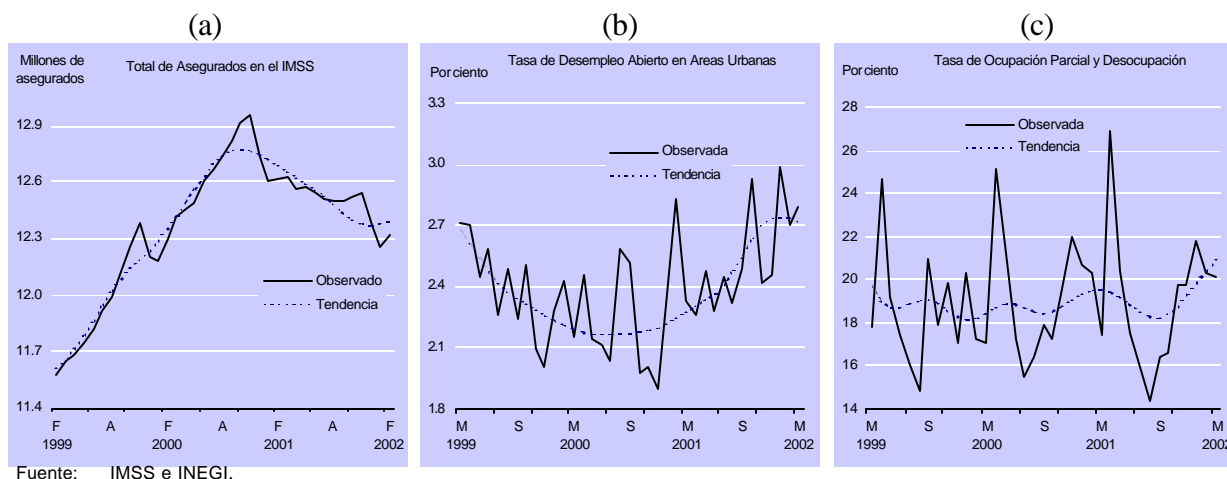 (a)
Millones de
asegurados
Total de Asegurados en el IMSS
12.9
12.6
12.3
12.0
11.7
11.4
Observado
Tendencia
F A F A F A F
1999 2000 2001 2002
(b)
Por ciento
Tasa de Desempleo Abierto en Areas Urbanas
3.3
3.0
2.7
2.4
2.1
1.8
Observada
Tendencia
M S M S M S M
1999 2000 2001 2002
(c)
Por ciento
Tasa de Ocupación Parcial y Desocupación
28
26
24
22
20
18
16
14
Observada
Tendencia
M S M S M S M
1999 2000 2001 2002
Fuente: IMSS e INEGI.